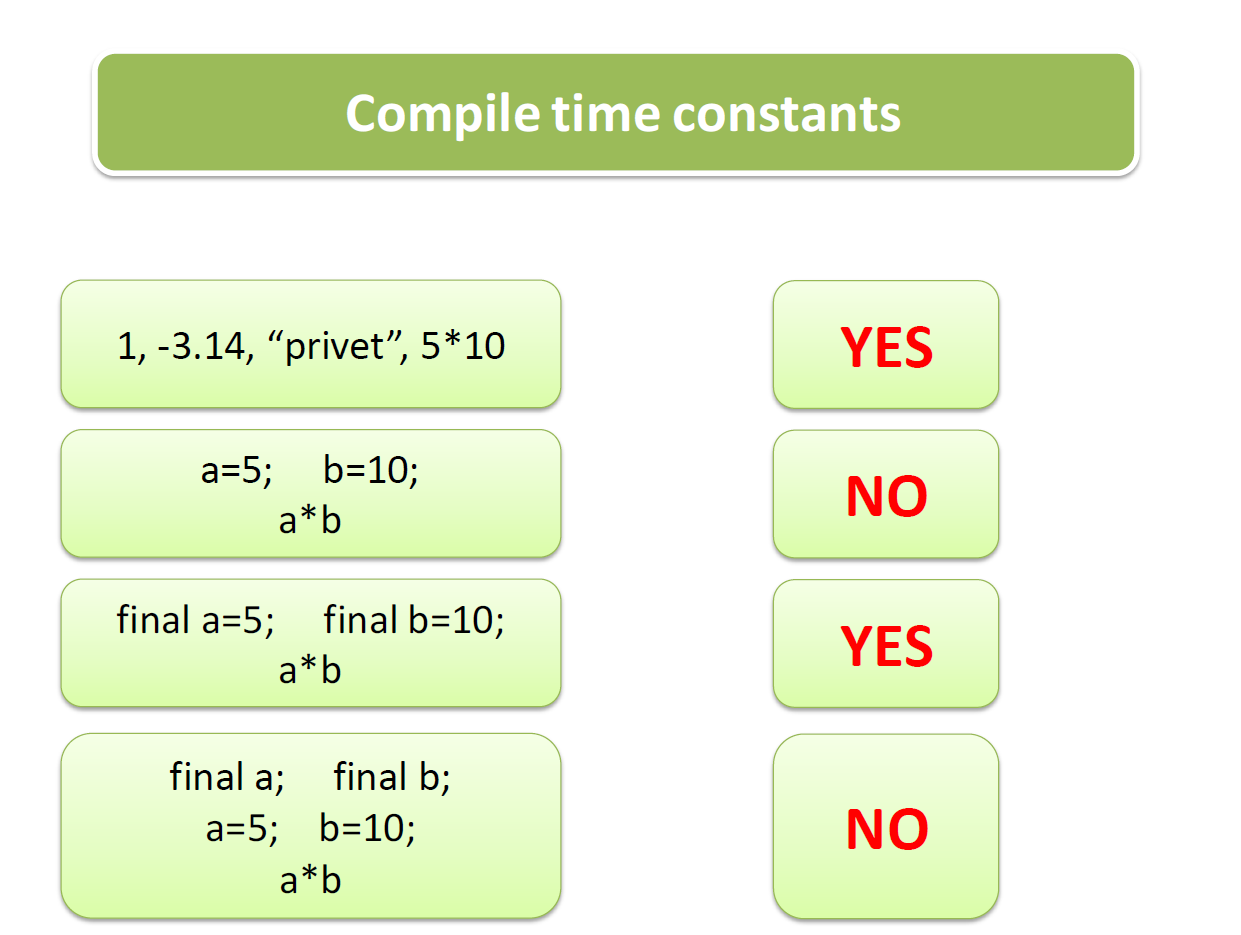 Compile time constants
1, -3.14, “privet”, 5*10
YES
a=5; b=10;
a*b
NO
final a=5; final b=10;
a*b
YES
final a; final b;
a=5; b=10;
a*b
NO